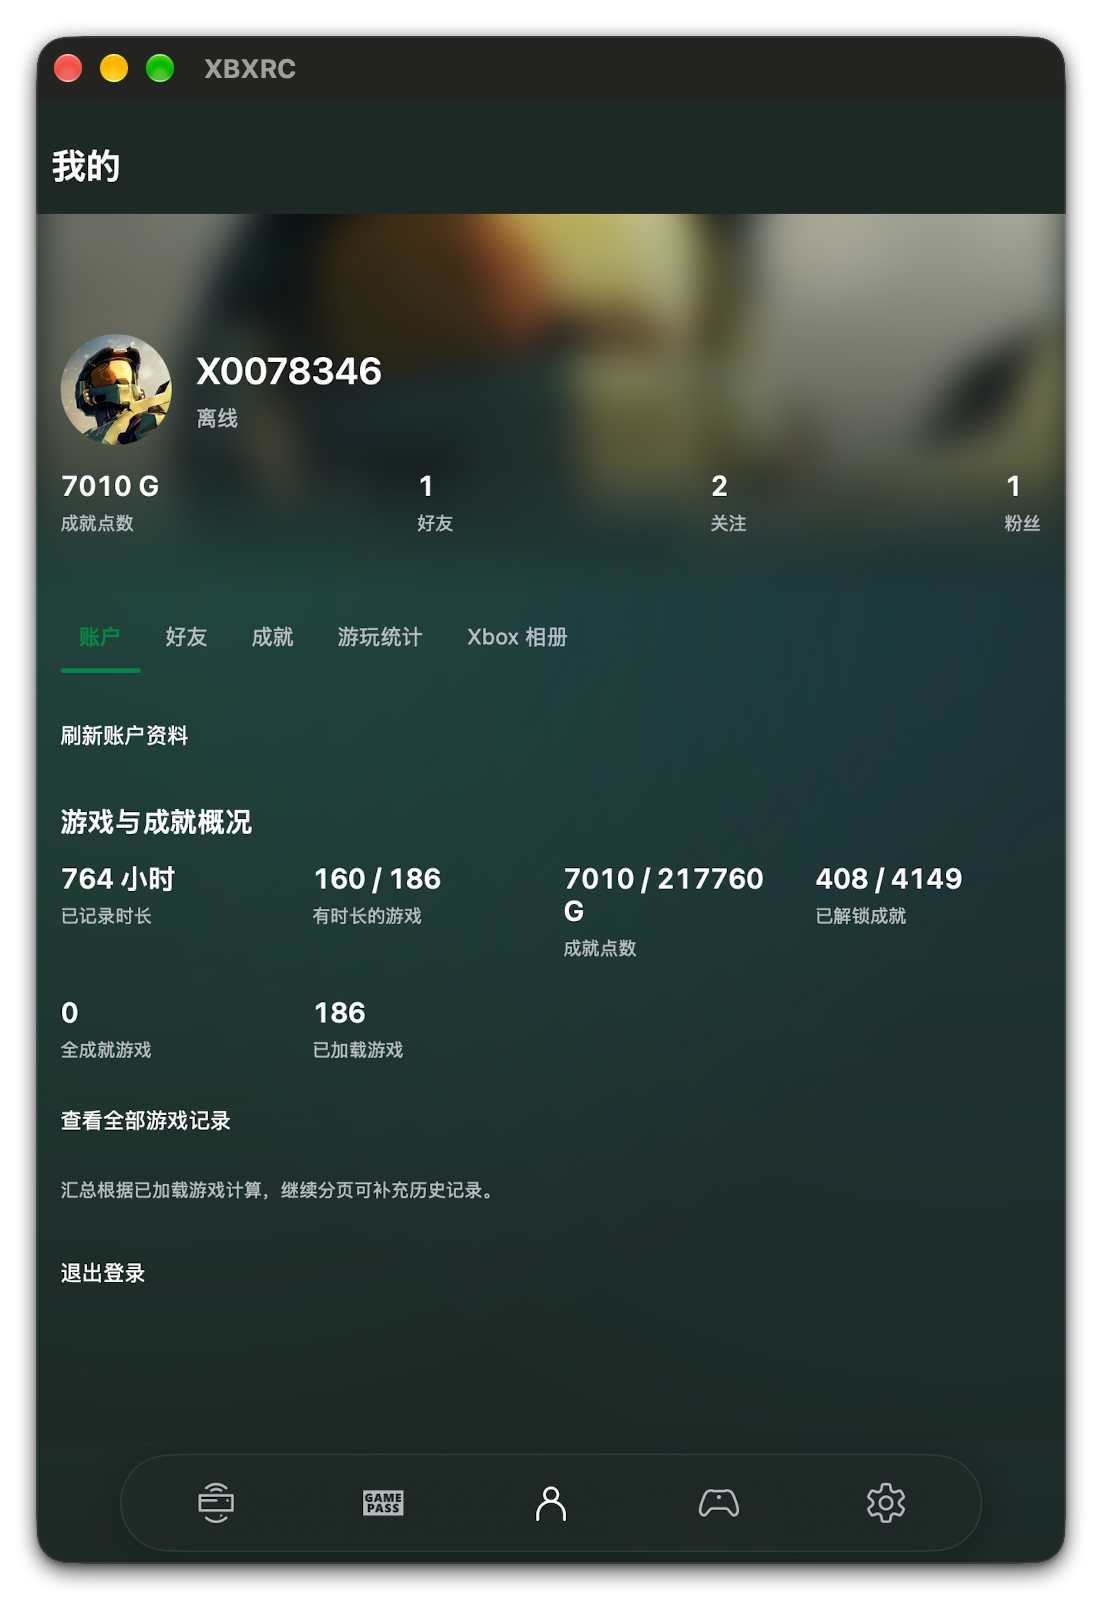 XBXRC
我的
X0078346
离线
7010 G
成就点数
1
好友
2
关注
1
粉丝
账户 好友 成就 游玩统计 Xbox 相册
刷新账户资料
游戏与成就概况
764 小时
已记录时长
160 / 186
有时长的游戏
7010 / 217760
G
成就点数
408 / 4149
已解锁成就
0
全成就游戏
186
已加载游戏
查看全部游戏记录
汇总根据已加载游戏计算，继续分页可补充历史记录。
退出登录
GAME
PASS